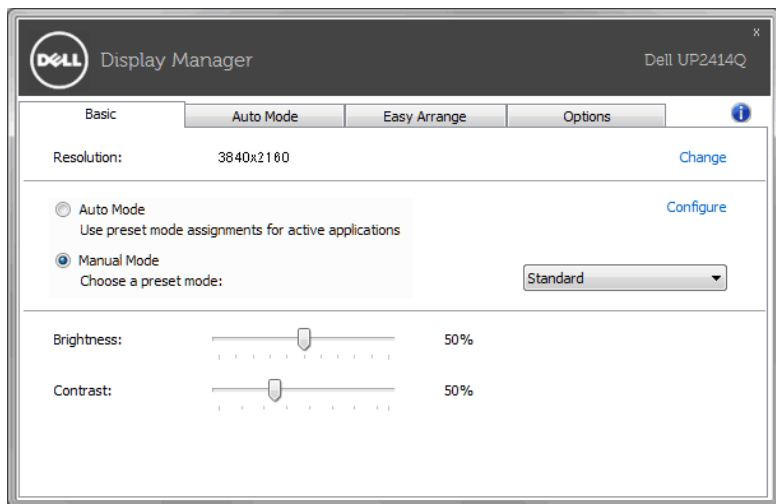 x
DELL Display Manager Dell UP2414Q
Basic Auto Mode Easy Arrange Options i
Resolution: 3840x2160 Change
Auto Mode Configure
Use preset mode assignments for active applications
Manual Mode
Choose a preset mode: Standard
Brightness: 50%
Contrast: 50%